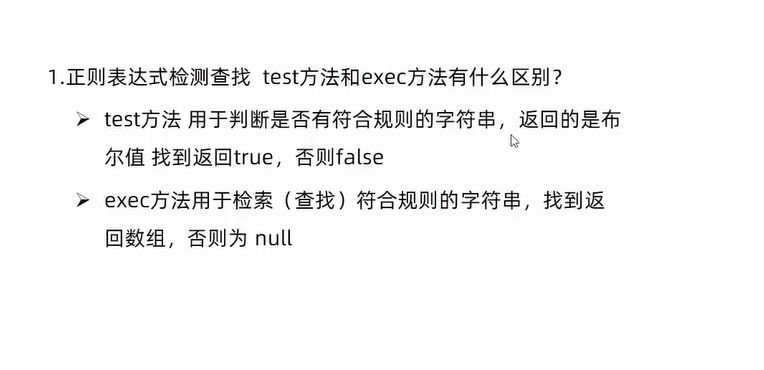 1.正则表达式检测查找 test方法和exec方法有什么区别？
➢ test方法 用于判断是否有符合规则的字符串，返回的是布
尔值 找到返回true，否则false
➢ exec方法用于检索（查找）符合规则的字符串，找到返
回数组，否则为 null